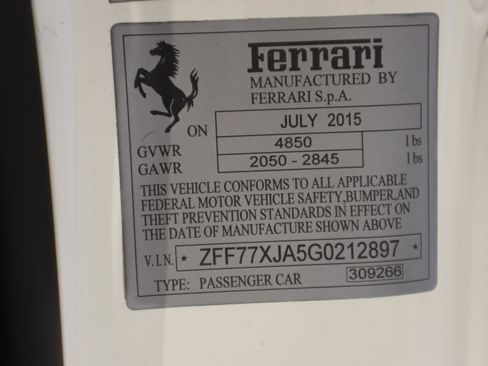 Ferrari
MANUFACTURED BY
FERRARI S.p.A.
ON JULY 2015
GVWR 4850 lbs
GAWR 2050 - 2845 lbs
THIS VEHICLE CONFORMS TO ALL APPLICABLE
FEDERAL MOTOR VEHICLE SAFETY, BUMPER, AND
THEFT PREVENTION STANDARDS IN EFFECT ON
THE DATE OF MANUFACTURE SHOWN ABOVE
V.I.N. * ZFF77XJA5G0212897 *
TYPE: PASSENGER CAR 309266